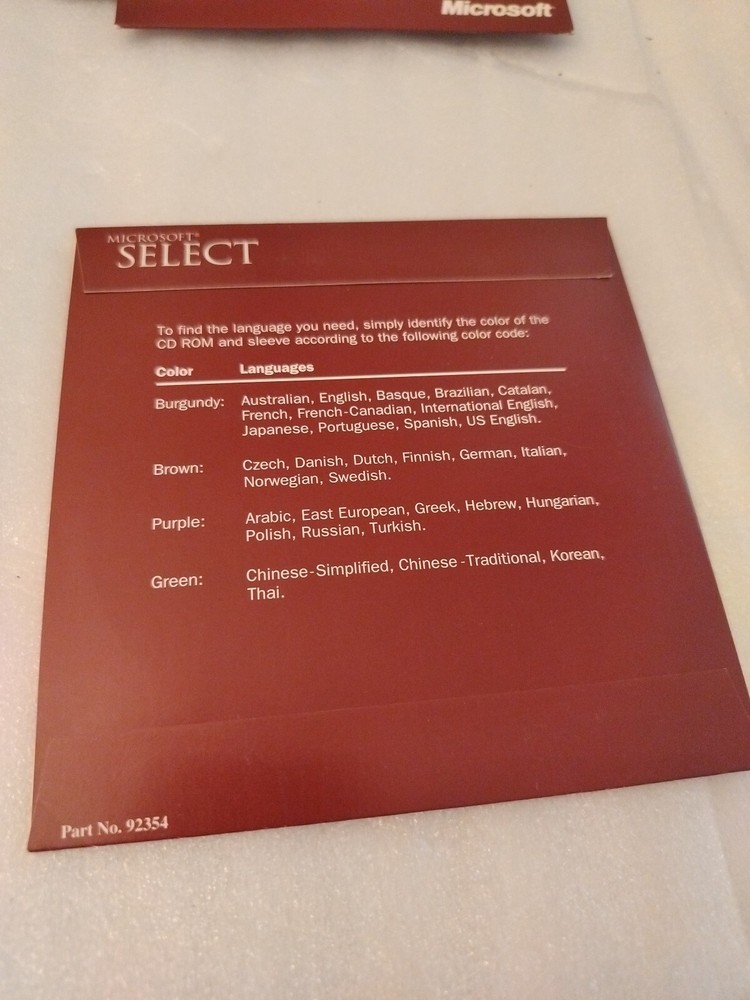 Microsoft
MICROSOFT®
SELECT
To find the language you need, simply identify the color of the
CD ROM and sleeve according to the following color code:
Color Languages
Burgundy: Australian, English, Basque, Brazilian, Catalan,
French, French-Canadian, International English,
Japanese, Portuguese, Spanish, US English.
Brown: Czech, Danish, Dutch, Finnish, German, Italian,
Norwegian, Swedish.
Purple: Arabic, East European, Greek, Hebrew, Hungarian,
Polish, Russian, Turkish.
Green: Chinese-Simplified, Chinese-Traditional, Korean,
Thai.
Part No. 92354